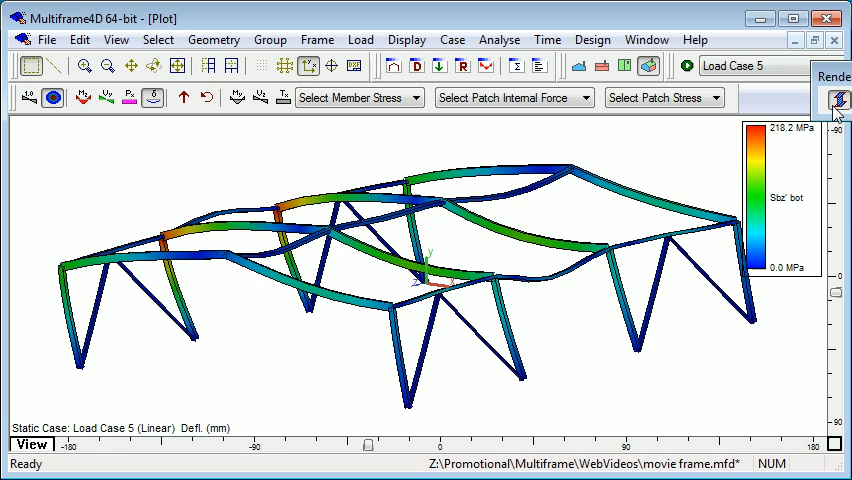 Multiframe4D 64-bit - [Plot]
File Edit View Select Geometry Group Frame Load Display Case Analyse Time Design Window Help
Load Case 5
Rende
Select Member Stress
Select Patch Internal Force
Select Patch Stress
218.2 MPa
Sbz' bot
0.0 MPa
-90
0
90
y
x
z
Static Case: Load Case 5 (Linear) Defl. (mm)
View
-180 -90 0 90 180
Ready
Z:\Promotional\Multiframe\WebVideos\movie frame.mfd*
NUM